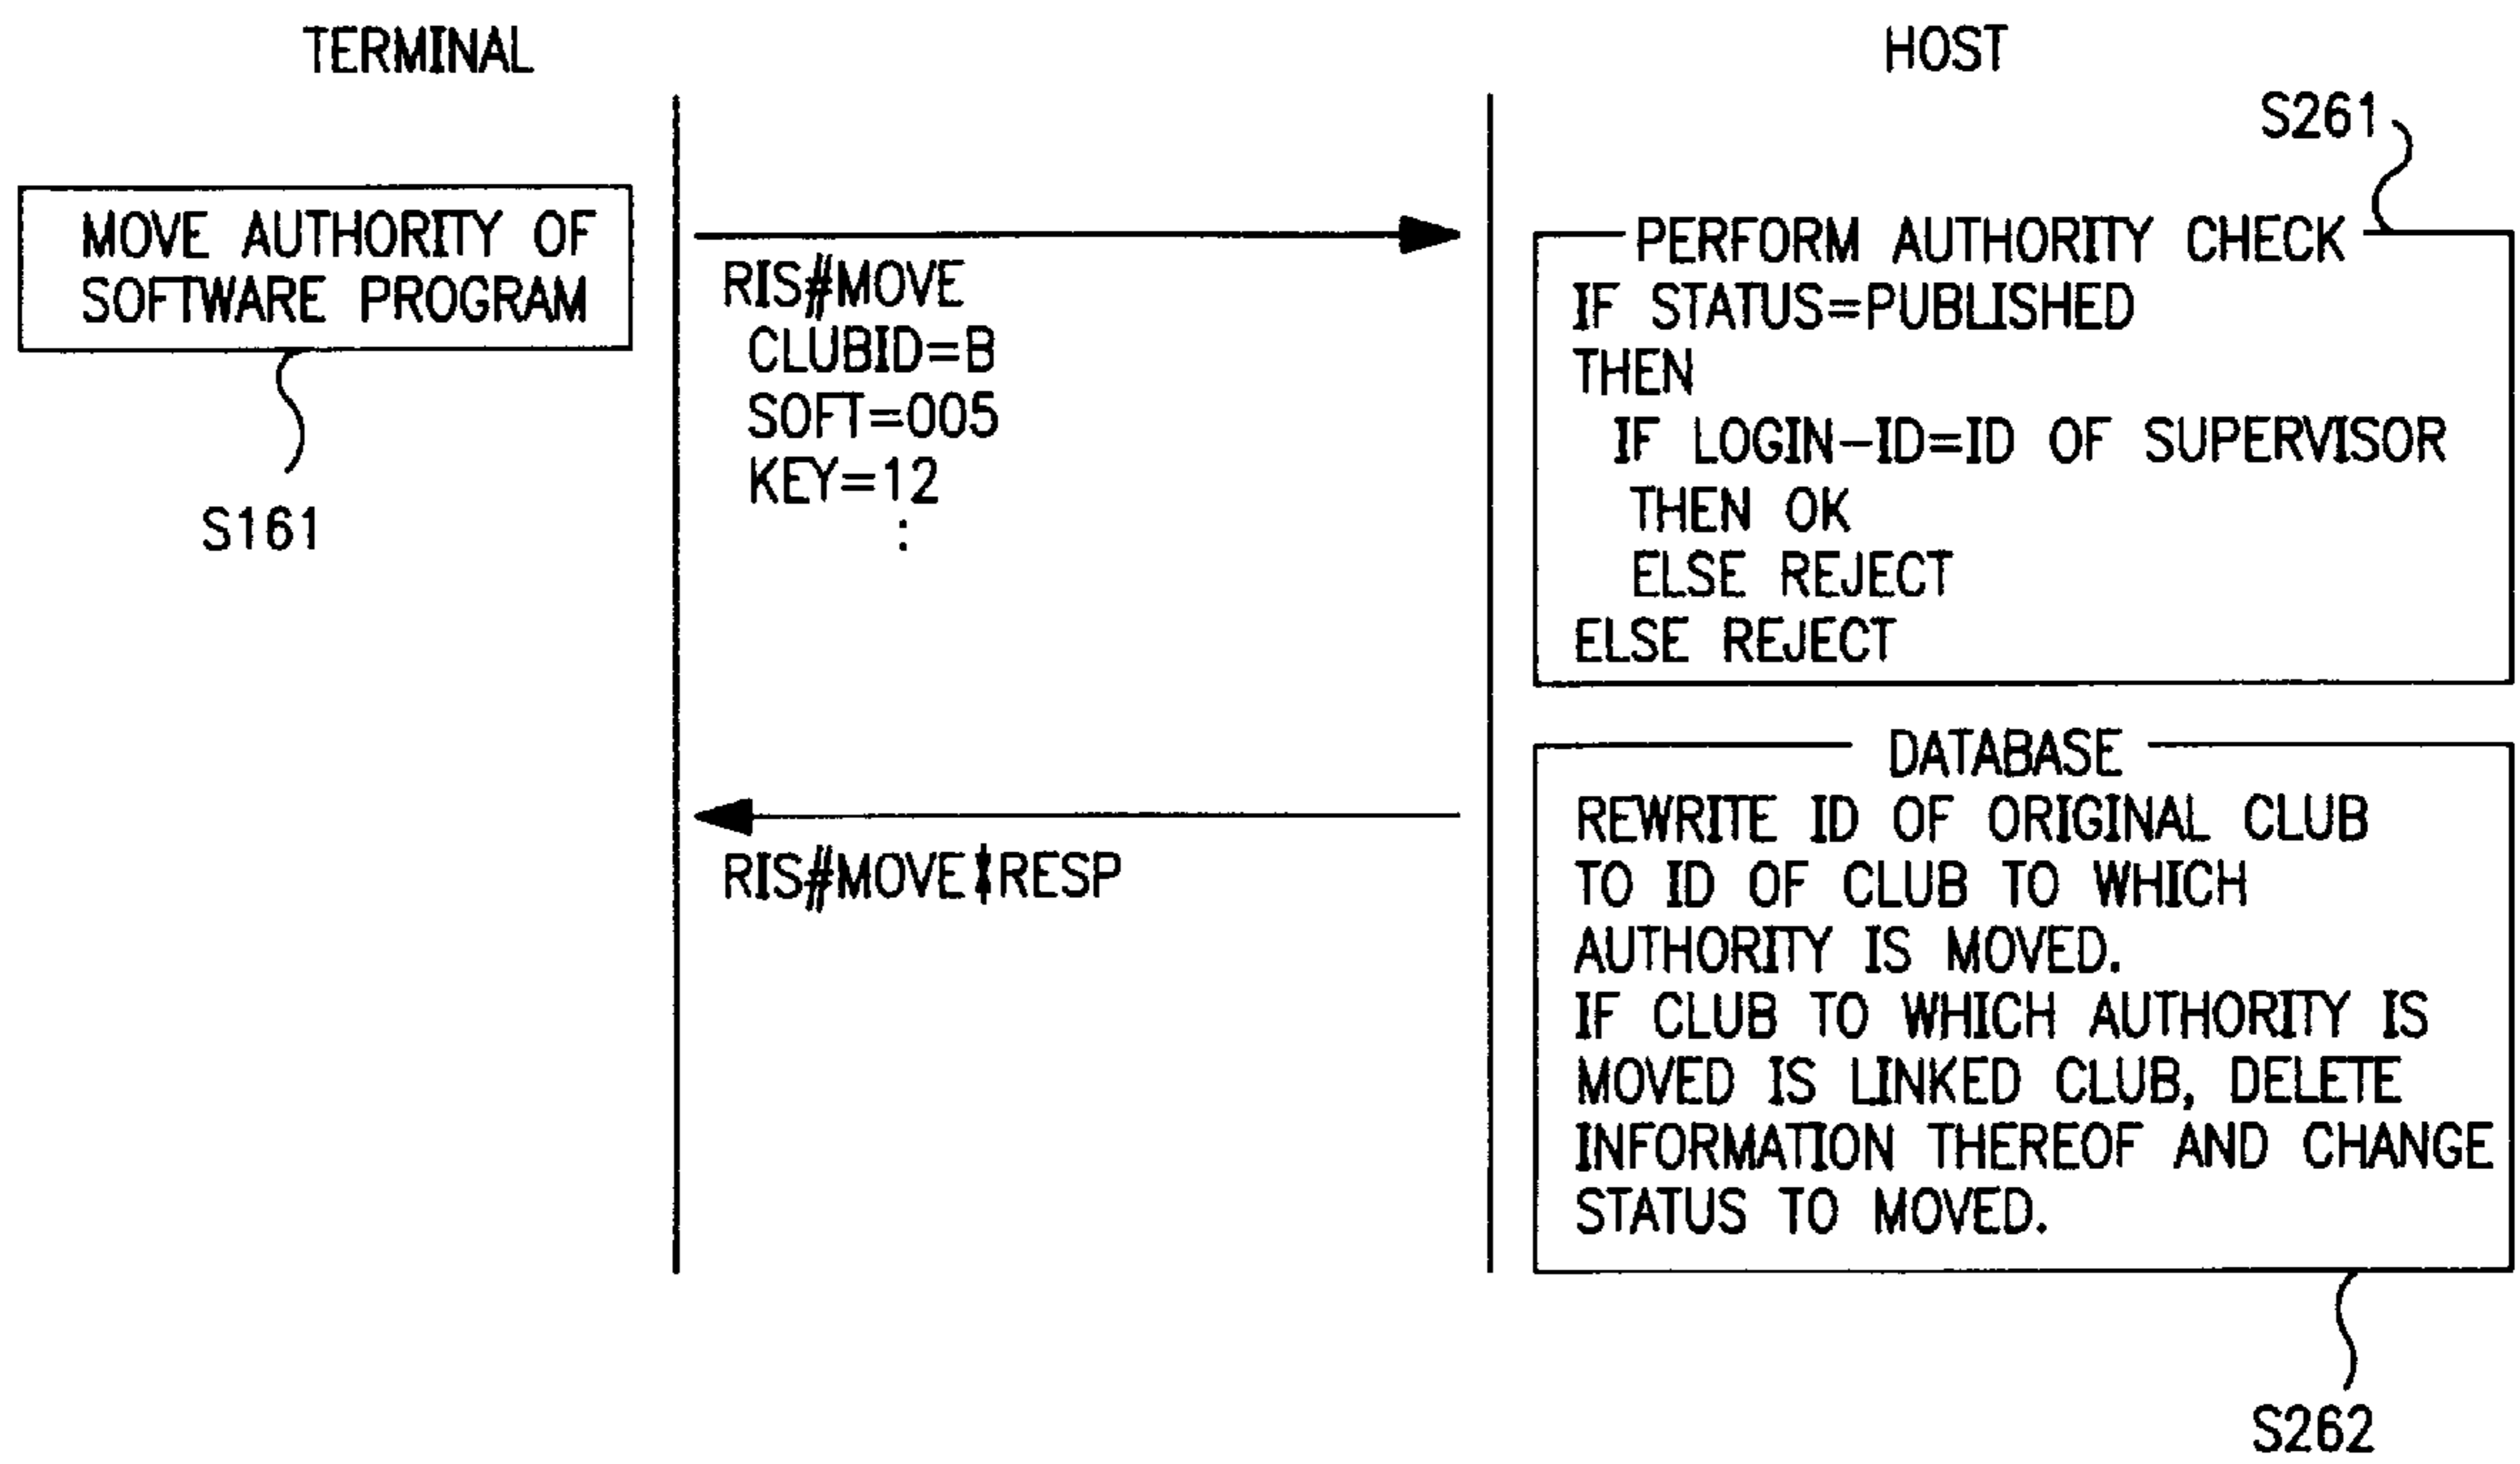 TERMINAL
HOST
S261
MOVE AUTHORITY OF
SOFTWARE PROGRAM
S161
RIS#MOVE
CLUBID=B
SOFT=005
KEY=12
:
PERFORM AUTHORITY CHECK
IF STATUS=PUBLISHED
THEN
IF LOGIN-ID=ID OF SUPERVISOR
THEN OK
ELSE REJECT
ELSE REJECT
RIS#MOVE*RESP
DATABASE
REWRITE ID OF ORIGINAL CLUB
TO ID OF CLUB TO WHICH
AUTHORITY IS MOVED.
IF CLUB TO WHICH AUTHORITY IS
MOVED IS LINKED CLUB, DELETE
INFORMATION THEREOF AND CHANGE
STATUS TO MOVED.
S262